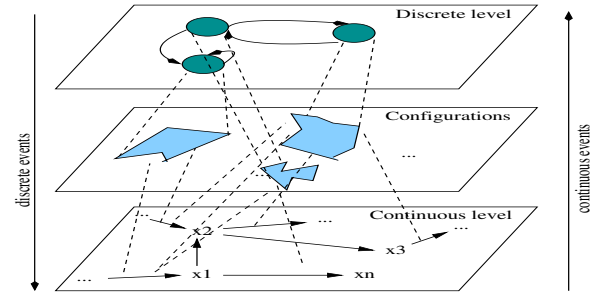 Discrete level
Configurations
...
...
discrete events
continuous events
Continuous level
...
x2
...
...
x3
...
x1
xn